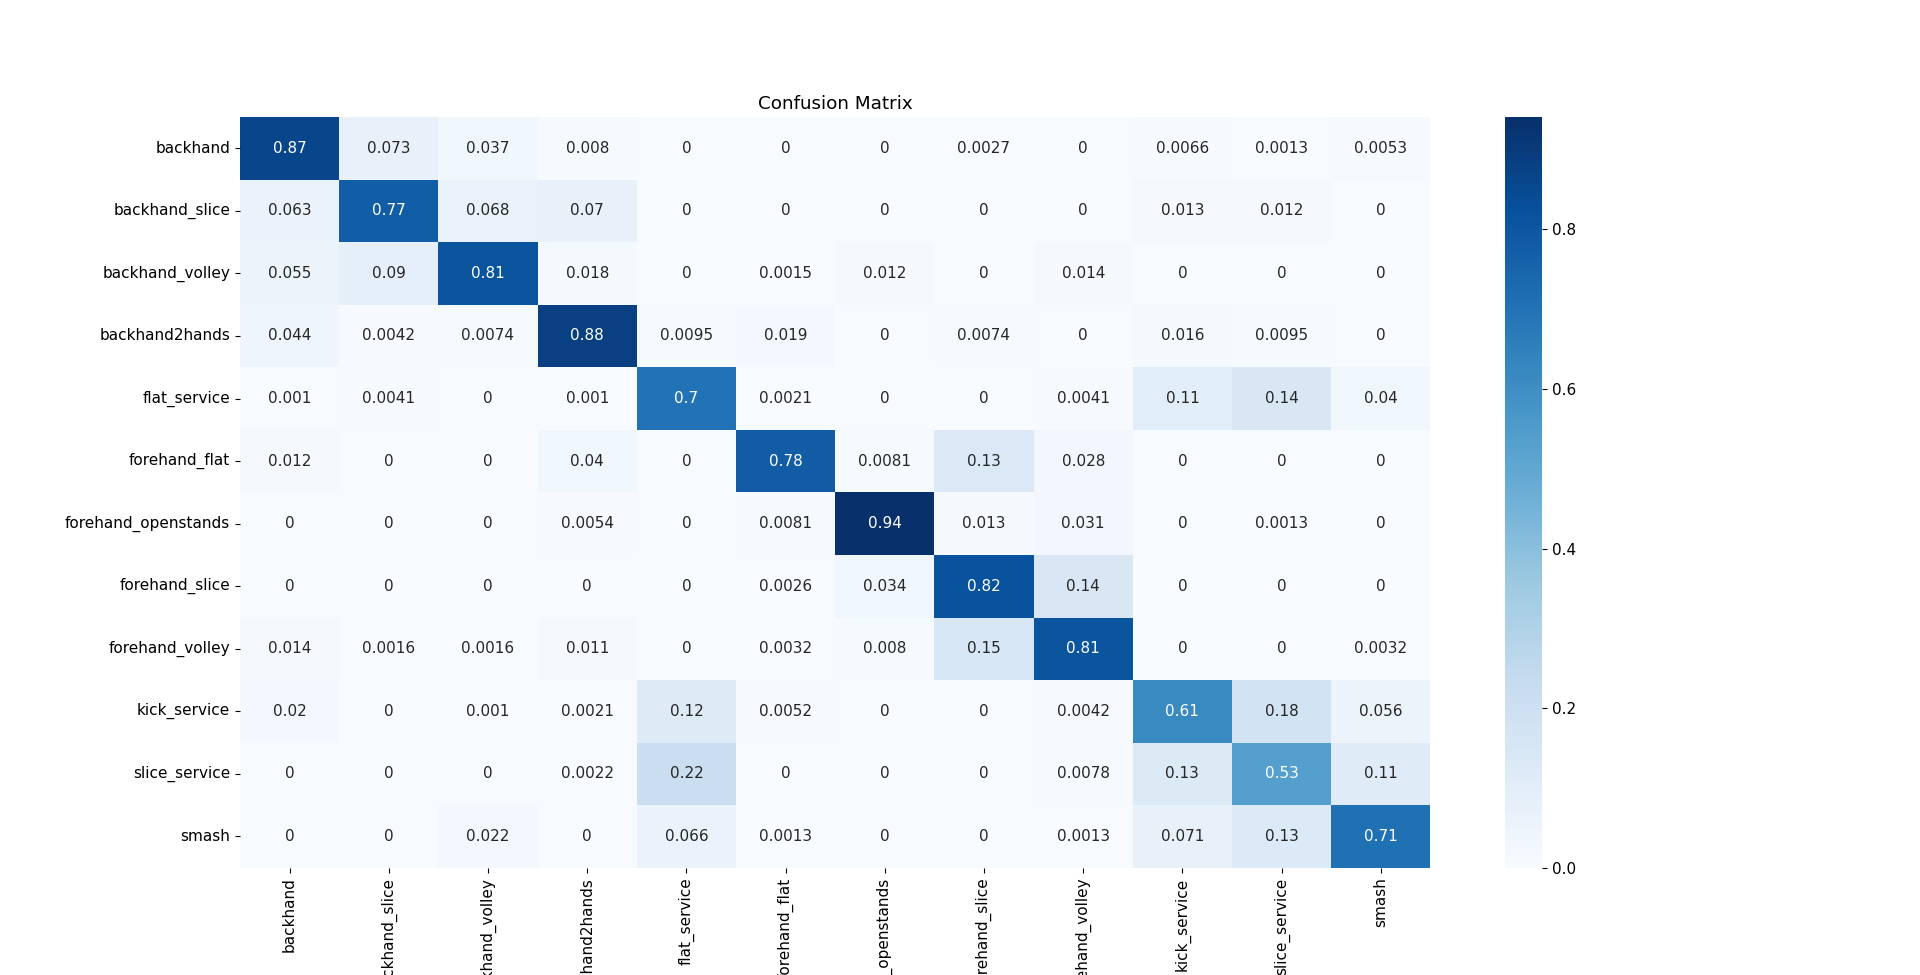 Confusion Matrix
backhand 0.87 0.073 0.037 0.008 0 0 0 0.0027 0 0.0066 0.0013 0.0053
backhand_slice 0.063 0.77 0.068 0.07 0 0 0 0 0 0.013 0.012 0
backhand_volley 0.055 0.09 0.81 0.018 0 0.0015 0.012 0 0.014 0 0 0
backhand2hands 0.044 0.0042 0.0074 0.88 0.0095 0.019 0 0.0074 0 0.016 0.0095 0
flat_service 0.001 0.0041 0 0.001 0.7 0.0021 0 0 0.0041 0.11 0.14 0.04
forehand_flat 0.012 0 0 0.04 0 0.78 0.0081 0.13 0.028 0 0 0
forehand_openstands 0 0 0 0.0054 0 0.0081 0.94 0.013 0.031 0 0.0013 0
forehand_slice 0 0 0 0 0 0.0026 0.034 0.82 0.14 0 0 0
forehand_volley 0.014 0.0016 0.0016 0.011 0 0.0032 0.008 0.15 0.81 0 0 0.0032
kick_service 0.02 0 0.001 0.0021 0.12 0.0052 0 0 0.0042 0.61 0.18 0.056
slice_service 0 0 0 0.0022 0.22 0 0 0 0.0078 0.13 0.53 0.11
smash 0 0 0.022 0 0.066 0.0013 0 0 0.0013 0.071 0.13 0.71
backhand
ckhand_slice
khand_volley
hand2hands
flat_service
forehand_flat
_openstands
rehand_slice
ehand_volley
kick_service
slice_service
smash
0.8
0.6
0.4
0.2
0.0